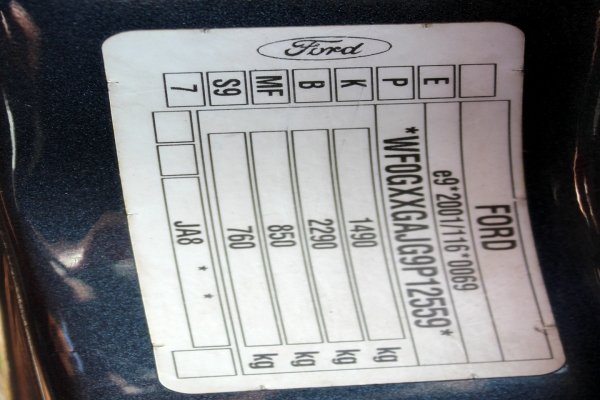 Ford
FORD
e9*2001/116*0069
*WF0GXXGAJG9P12559*
1490 kg
2290 kg
850 kg
760 kg
JA8 * *
E
P
K
B
MF
S9
7